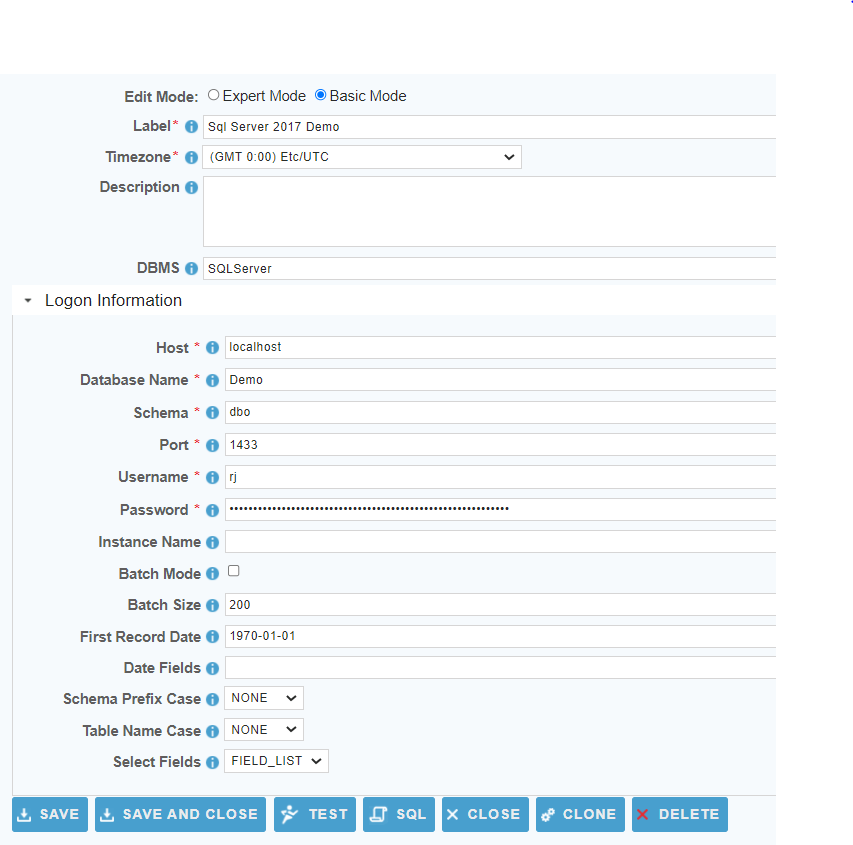 Edit Mode: Expert Mode Basic Mode
Label* Sql Server 2017 Demo
Timezone* (GMT 0:00) Etc/UTC
Description
DBMS SQLServer
Logon Information
Host * localhost
Database Name * Demo
Schema * dbo
Port * 1433
Username * rj
Password *
Instance Name
Batch Mode
Batch Size 200
First Record Date 1970-01-01
Date Fields
Schema Prefix Case NONE
Table Name Case NONE
Select Fields FIELD_LIST
SAVE SAVE AND CLOSE TEST SQL CLOSE CLONE DELETE